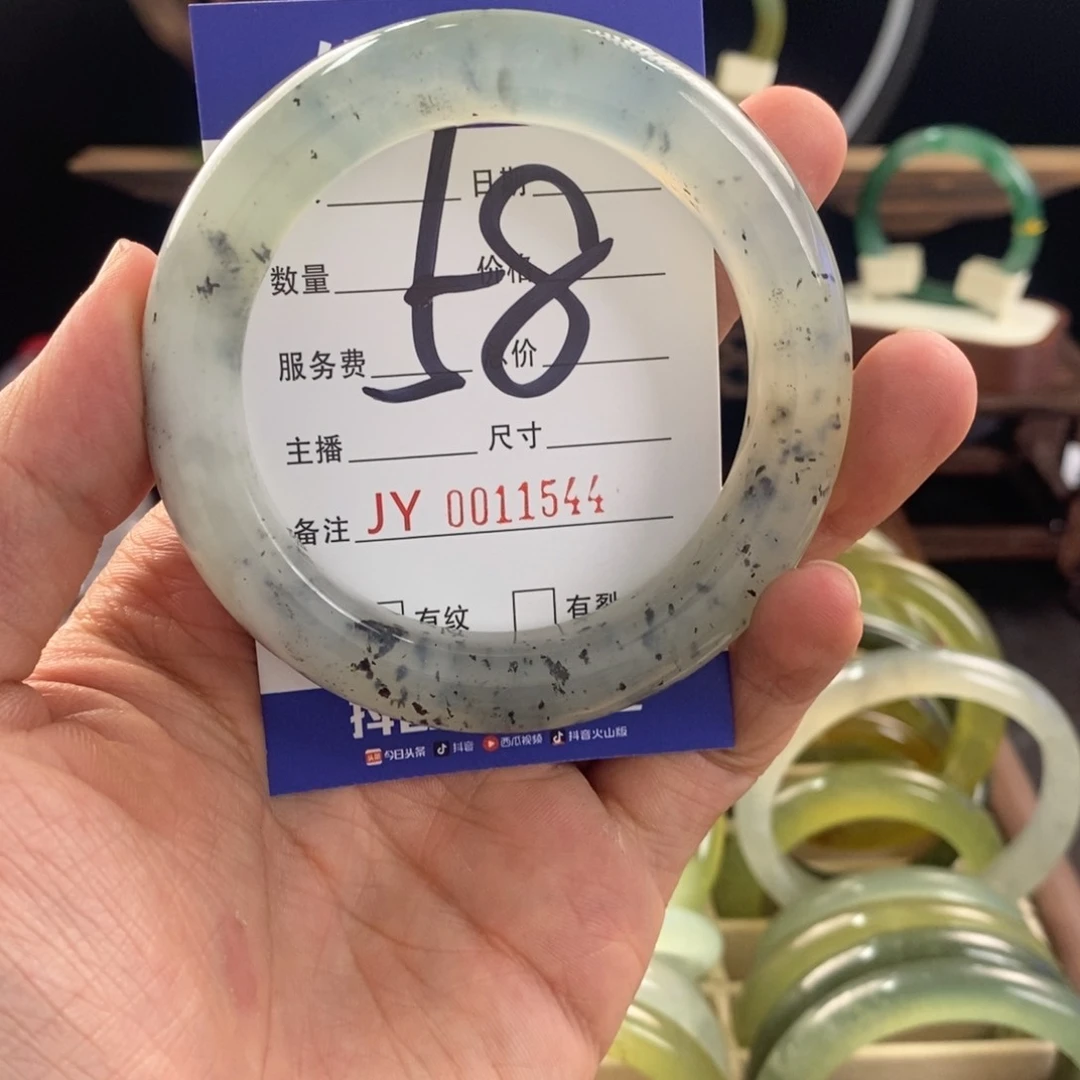 日期
数量 价格
服务费 价
主播 尺寸
备注 JY 0011544
有纹 有裂
今日头条 抖音 西瓜视频 抖音火山版